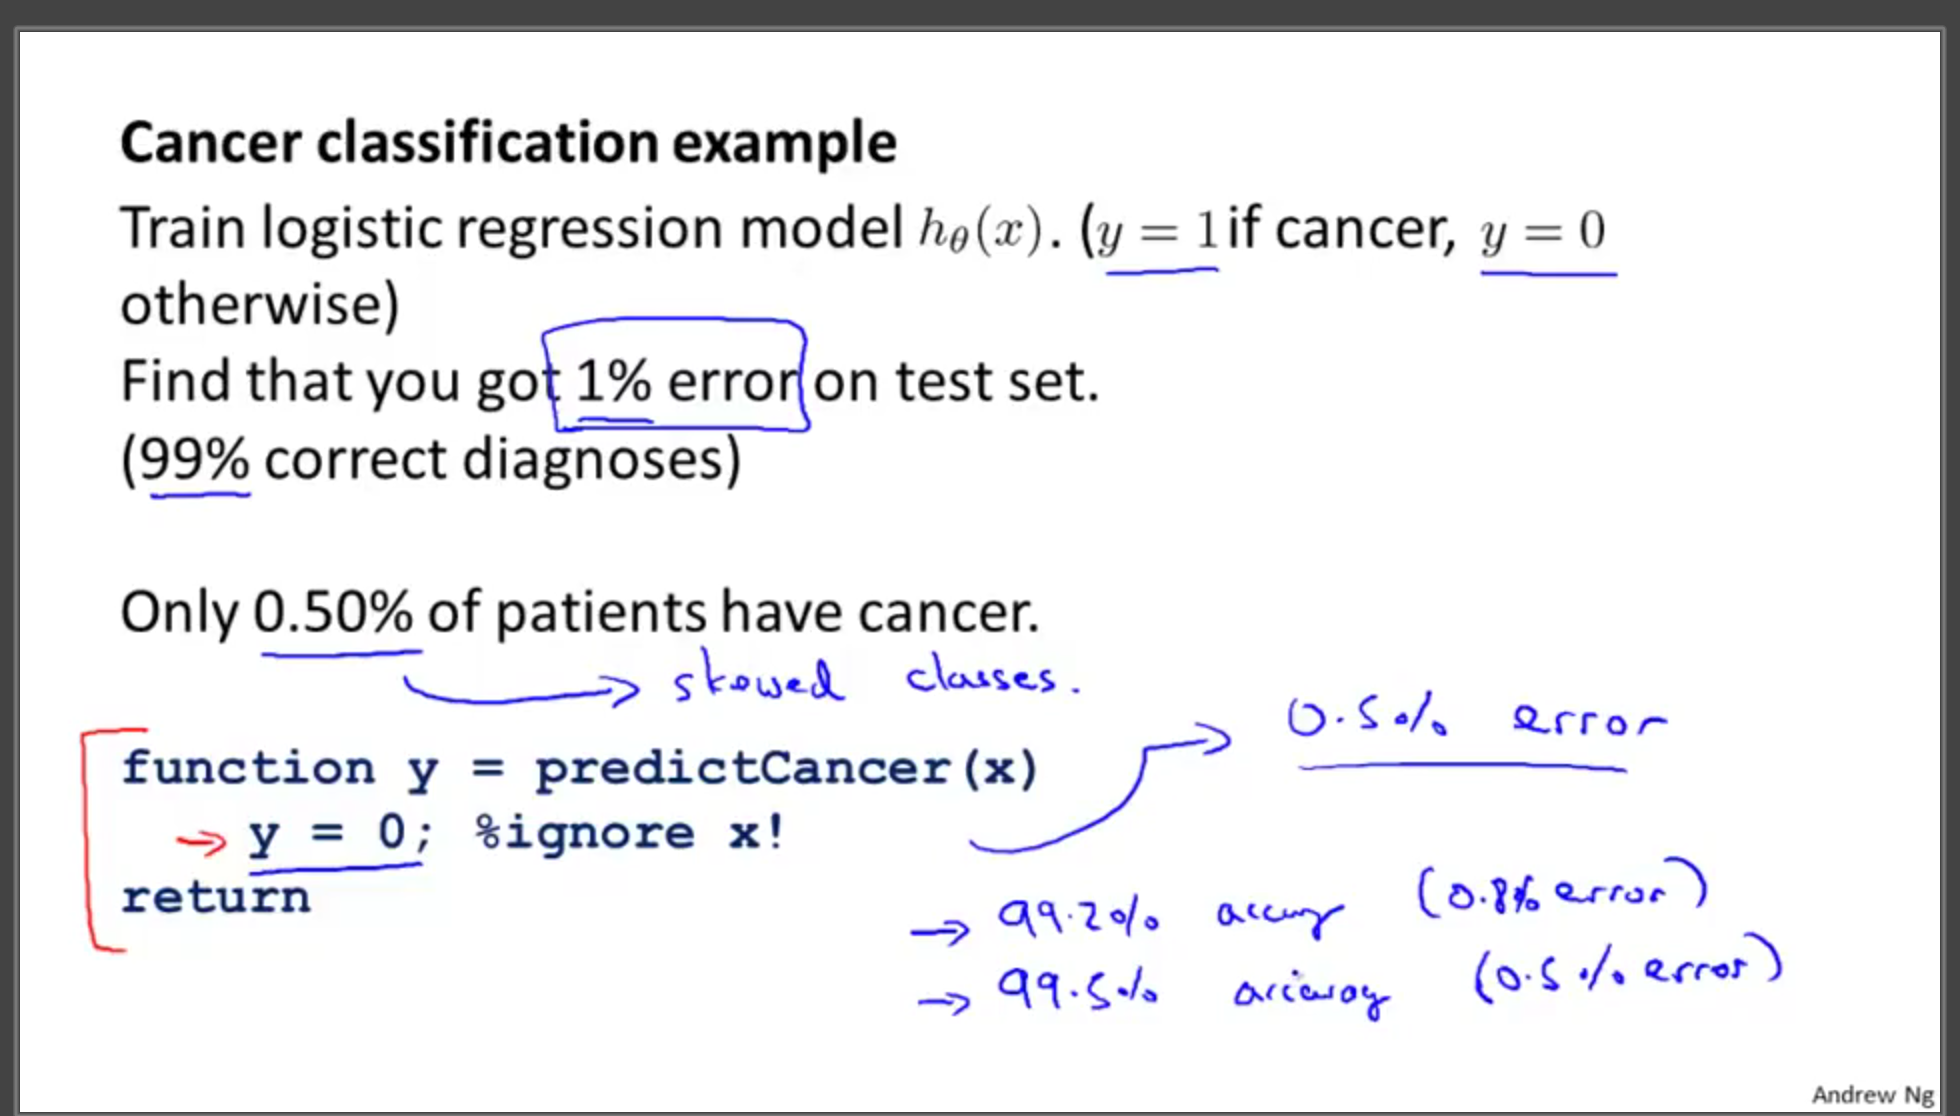 Cancer classification example
Train logistic regression model hθ(x). (y = 1 if cancer, y = 0
otherwise)
Find that you got 1% error on test set.
(99% correct diagnoses)
Only 0.50% of patients have cancer.
→ skewed classes.
0.5% error
function y = predictCancer(x)
→ y = 0; %ignore x!
return
→ 99.2% accuracy (0.8% error)
→ 99.5% accuracy (0.5% error)
Andrew Ng